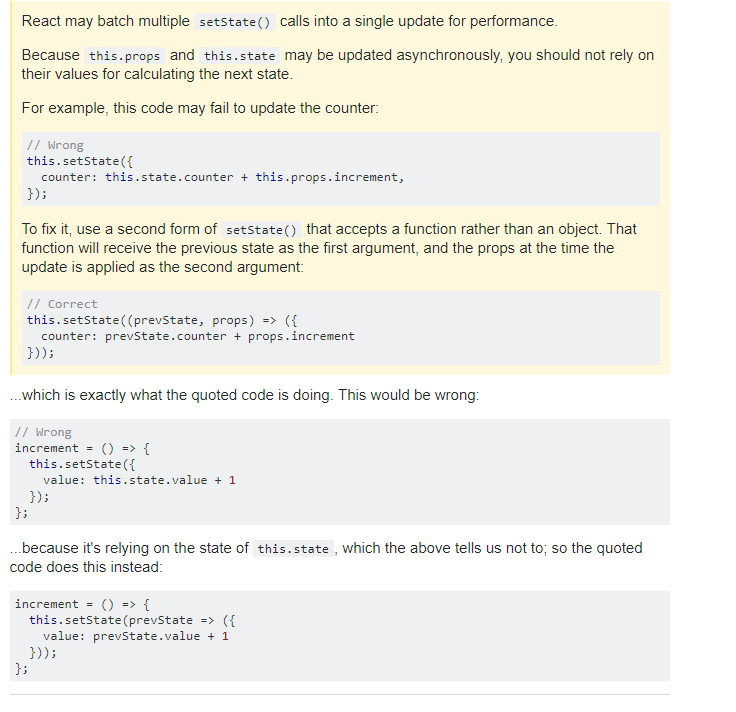 React may batch multiple setState() calls into a single update for performance.
Because this.props and this.state may be updated asynchronously, you should not rely on
their values for calculating the next state.
For example, this code may fail to update the counter:
// Wrong
this.setState({
  counter: this.state.counter + this.props.increment,
});
To fix it, use a second form of setState() that accepts a function rather than an object. That
function will receive the previous state as the first argument, and the props at the time the
update is applied as the second argument:
// Correct
this.setState((prevState, props) => ({
  counter: prevState.counter + props.increment
}));
...which is exactly what the quoted code is doing. This would be wrong:
// Wrong
increment = () => {
  this.setState({
    value: this.state.value + 1
  });
};
...because it's relying on the state of this.state , which the above tells us not to; so the quoted
code does this instead:
increment = () => {
  this.setState(prevState => ({
    value: prevState.value + 1
  }));
};